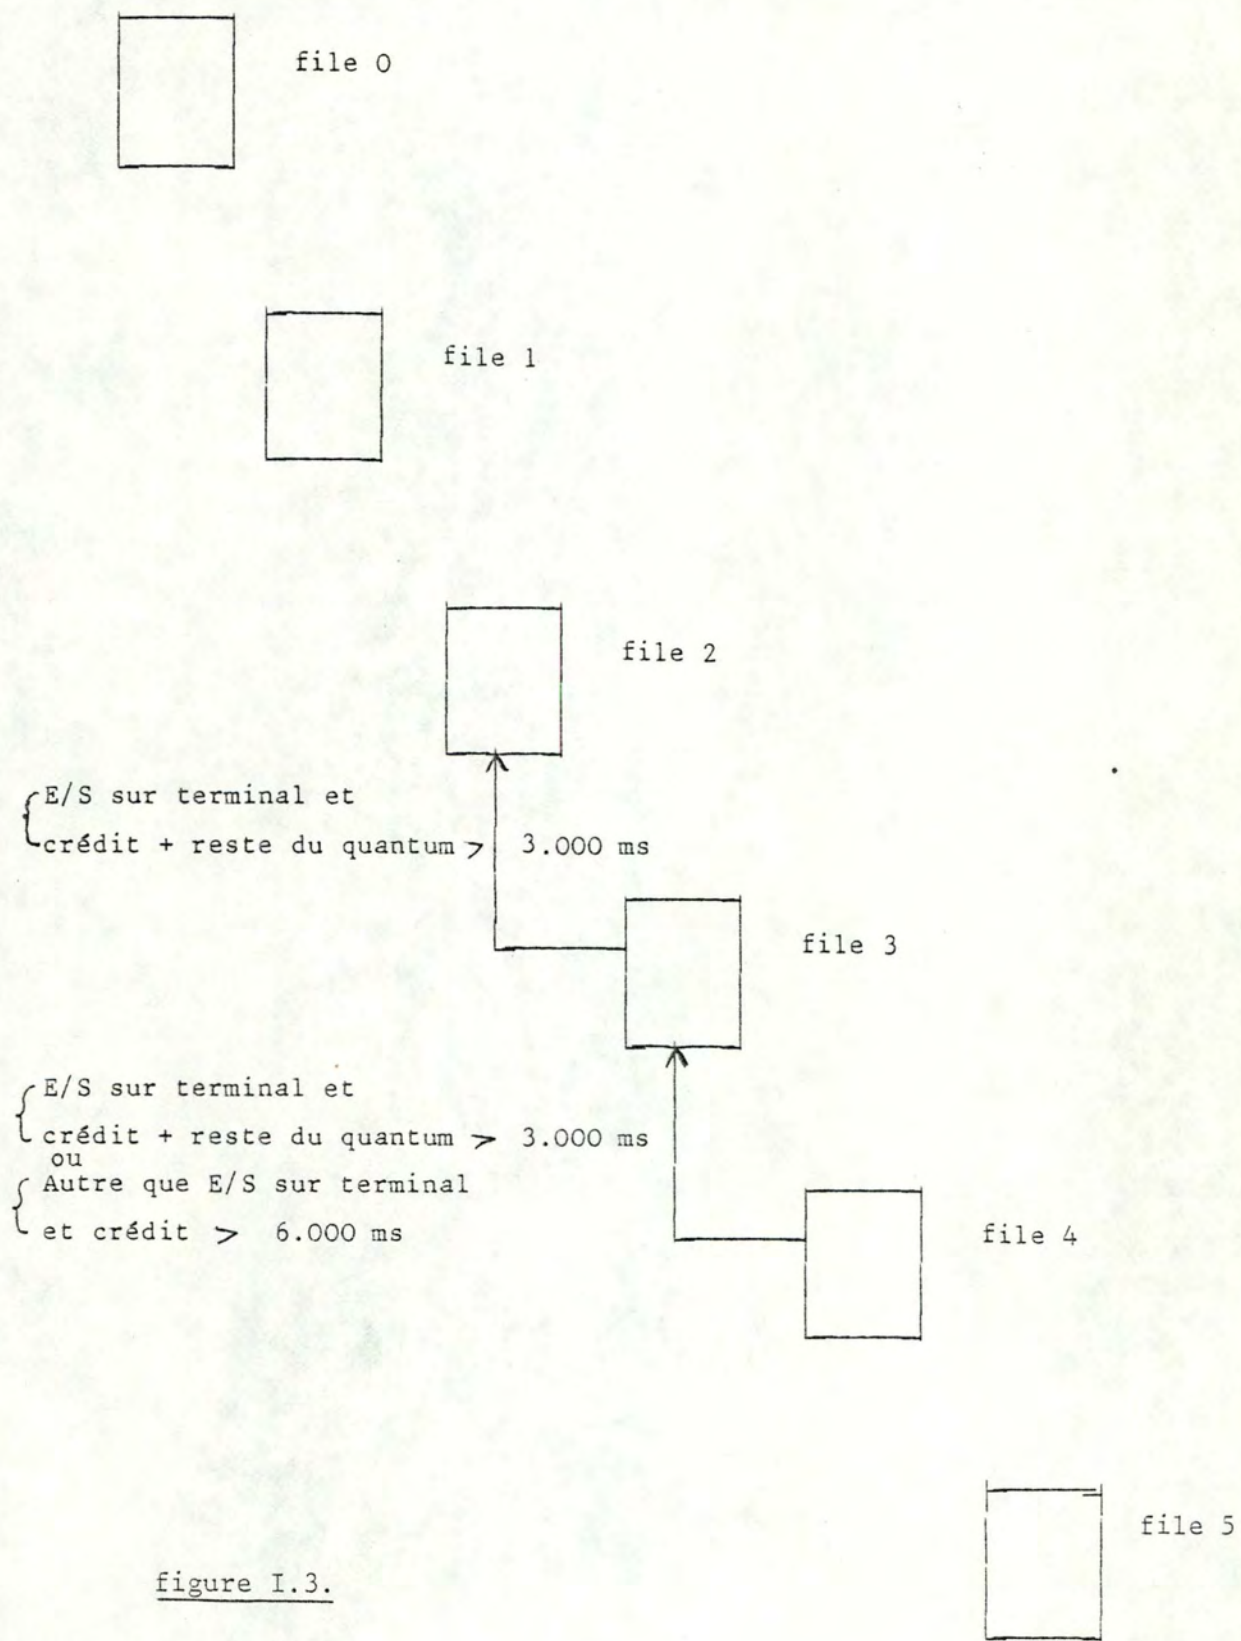 file 0
file 1
file 2
E/S sur terminal et
crédit + reste du quantum > 3.000 ms
file 3
E/S sur terminal et
crédit + reste du quantum > 3.000 ms
ou
Autre que E/S sur terminal
et crédit > 6.000 ms
file 4
file 5
figure I.3.